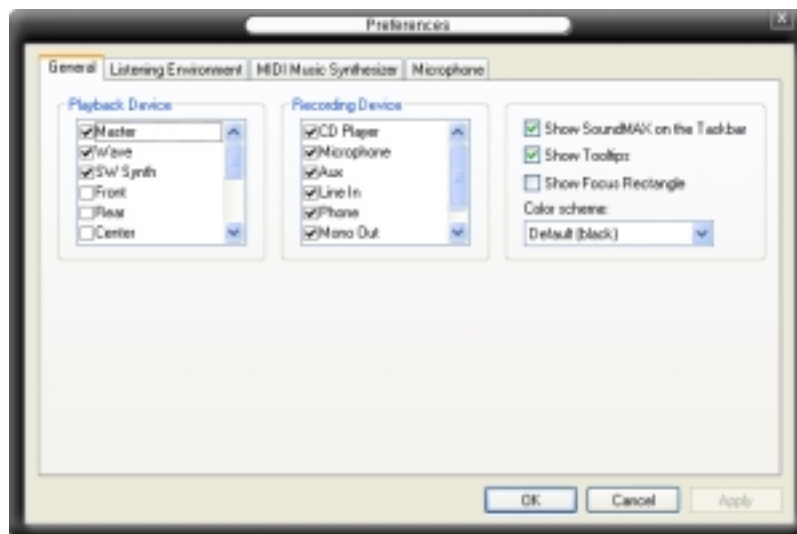 Preferences
X
General Listening Environment MIDI Music Synthesizer Microphone
Playback Device
Master
Wave
SW Synth
Front
Rear
Center
Recording Device
CD Player
Microphone
Aux
Line In
Phone
Mono Out
Show SoundMAX on the Taskbar
Show Tooltips
Show Focus Rectangle
Color scheme:
Default (black)
OK Cancel Apply